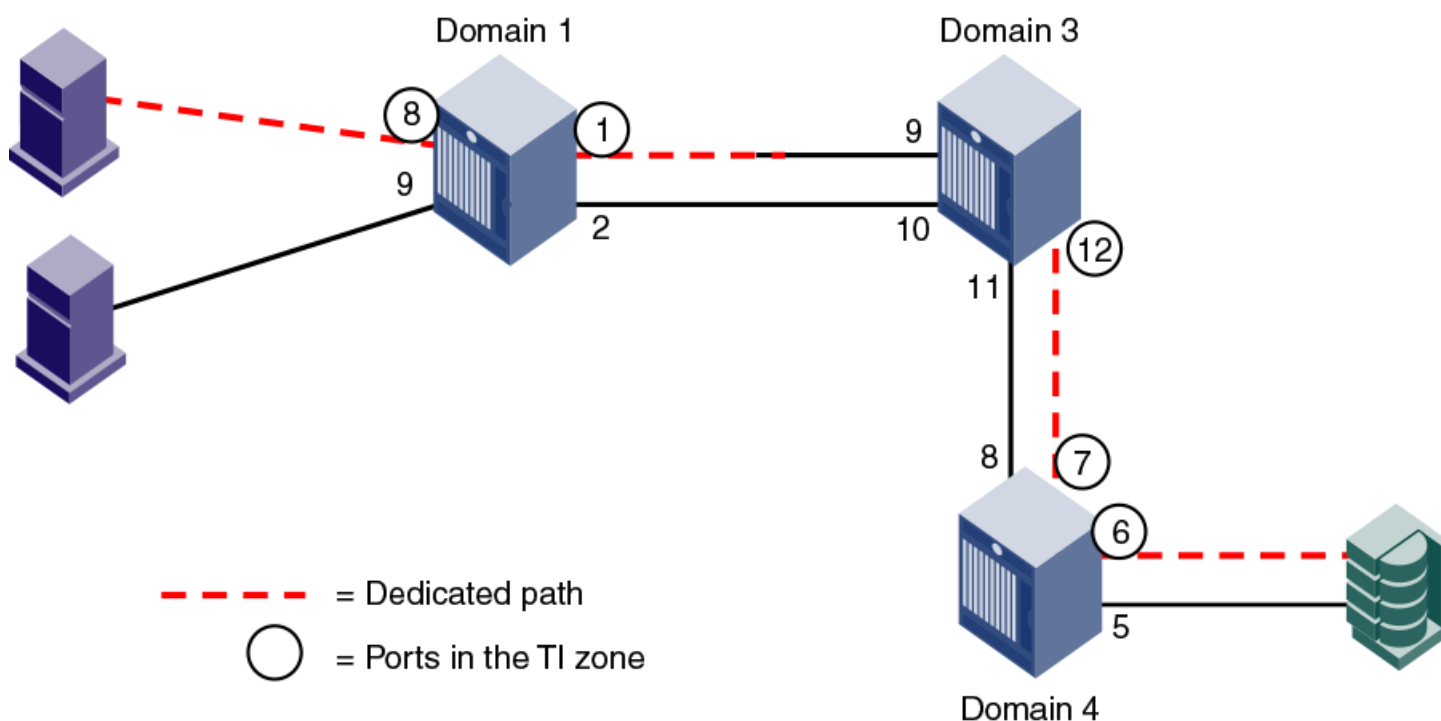 Domain 1
Domain 3
8
1
9
9
2
10
12
11
8
7
6
5
= Dedicated path
= Ports in the TI zone
Domain 4